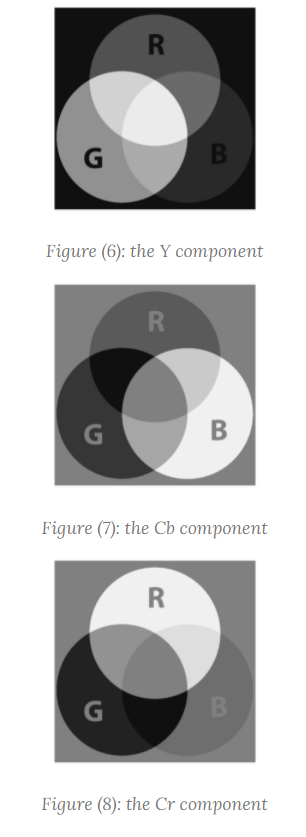 R
G
B
Figure (6): the Y component
R
G
B
Figure (7): the Cb component
R
G
B
Figure (8): the Cr component